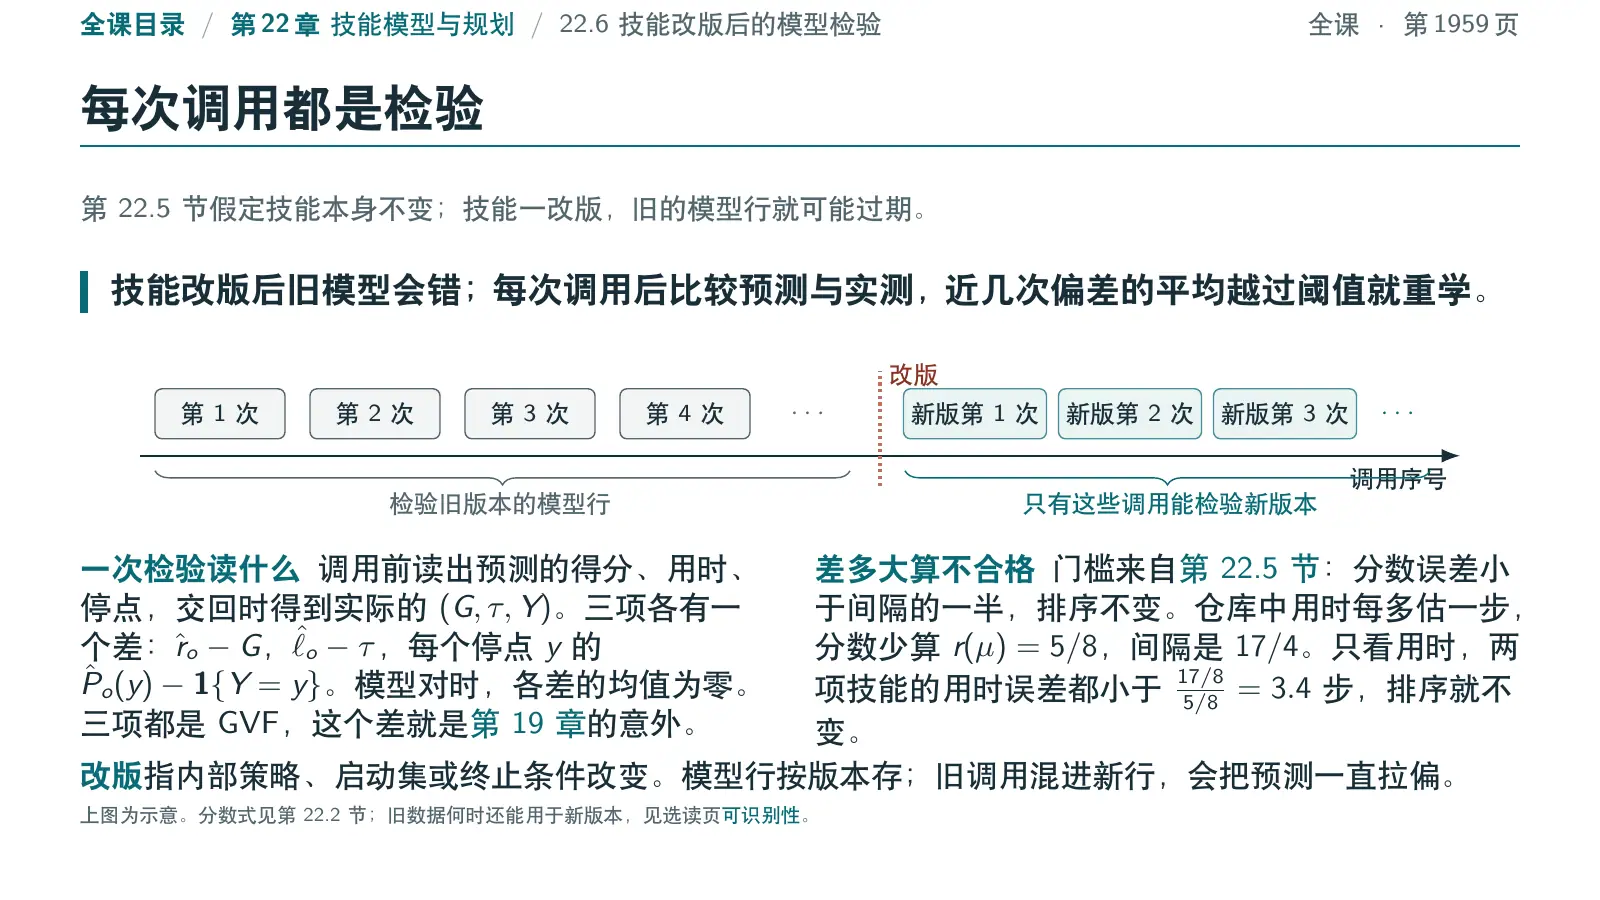 全课目录 / 第 22 章 技能模型与规划 / 22.6 技能改版后的模型检验
全课 · 第 1959 页
每次调用都是检验
第 22.5 节假定技能本身不变；技能一改版，旧的模型行就可能过期。
技能改版后旧模型会错；每次调用后比较预测与实测，近几次偏差的平均越过阈值就重学。
改版
第 1 次 第 2 次 第 3 次 第 4 次 ··· 新版第 1 次 新版第 2 次 新版第 3 次 ···
调用序号
检验旧版本的模型行 只有这些调用能检验新版本
一次检验读什么 调用前读出预测的得分、用时、
停点，交回时得到实际的 (G, τ, Y)。三项各有一
个差：r̂ₒ − G，ℓ̂ₒ − τ，每个停点 y 的
P̂ₒ(y) − 1{Y = y}。模型对时，各差的均值为零。
三项都是 GVF，这个差就是第 19 章的意外。
差多大算不合格 门槛来自第 22.5 节：分数误差小
于间隔的一半，排序不变。仓库中用时每多估一步，
分数少算 r(μ) = 5/8，间隔是 17/4。只看用时，两
项技能的用时误差都小于 (17/8)/(5/8) = 3.4 步，排序就不
变。
改版指内部策略、启动集或终止条件改变。模型行按版本存；旧调用混进新行，会把预测一直拉偏。
上图为示意。分数式见第 22.2 节；旧数据何时还能用于新版本，见选读页可识别性。